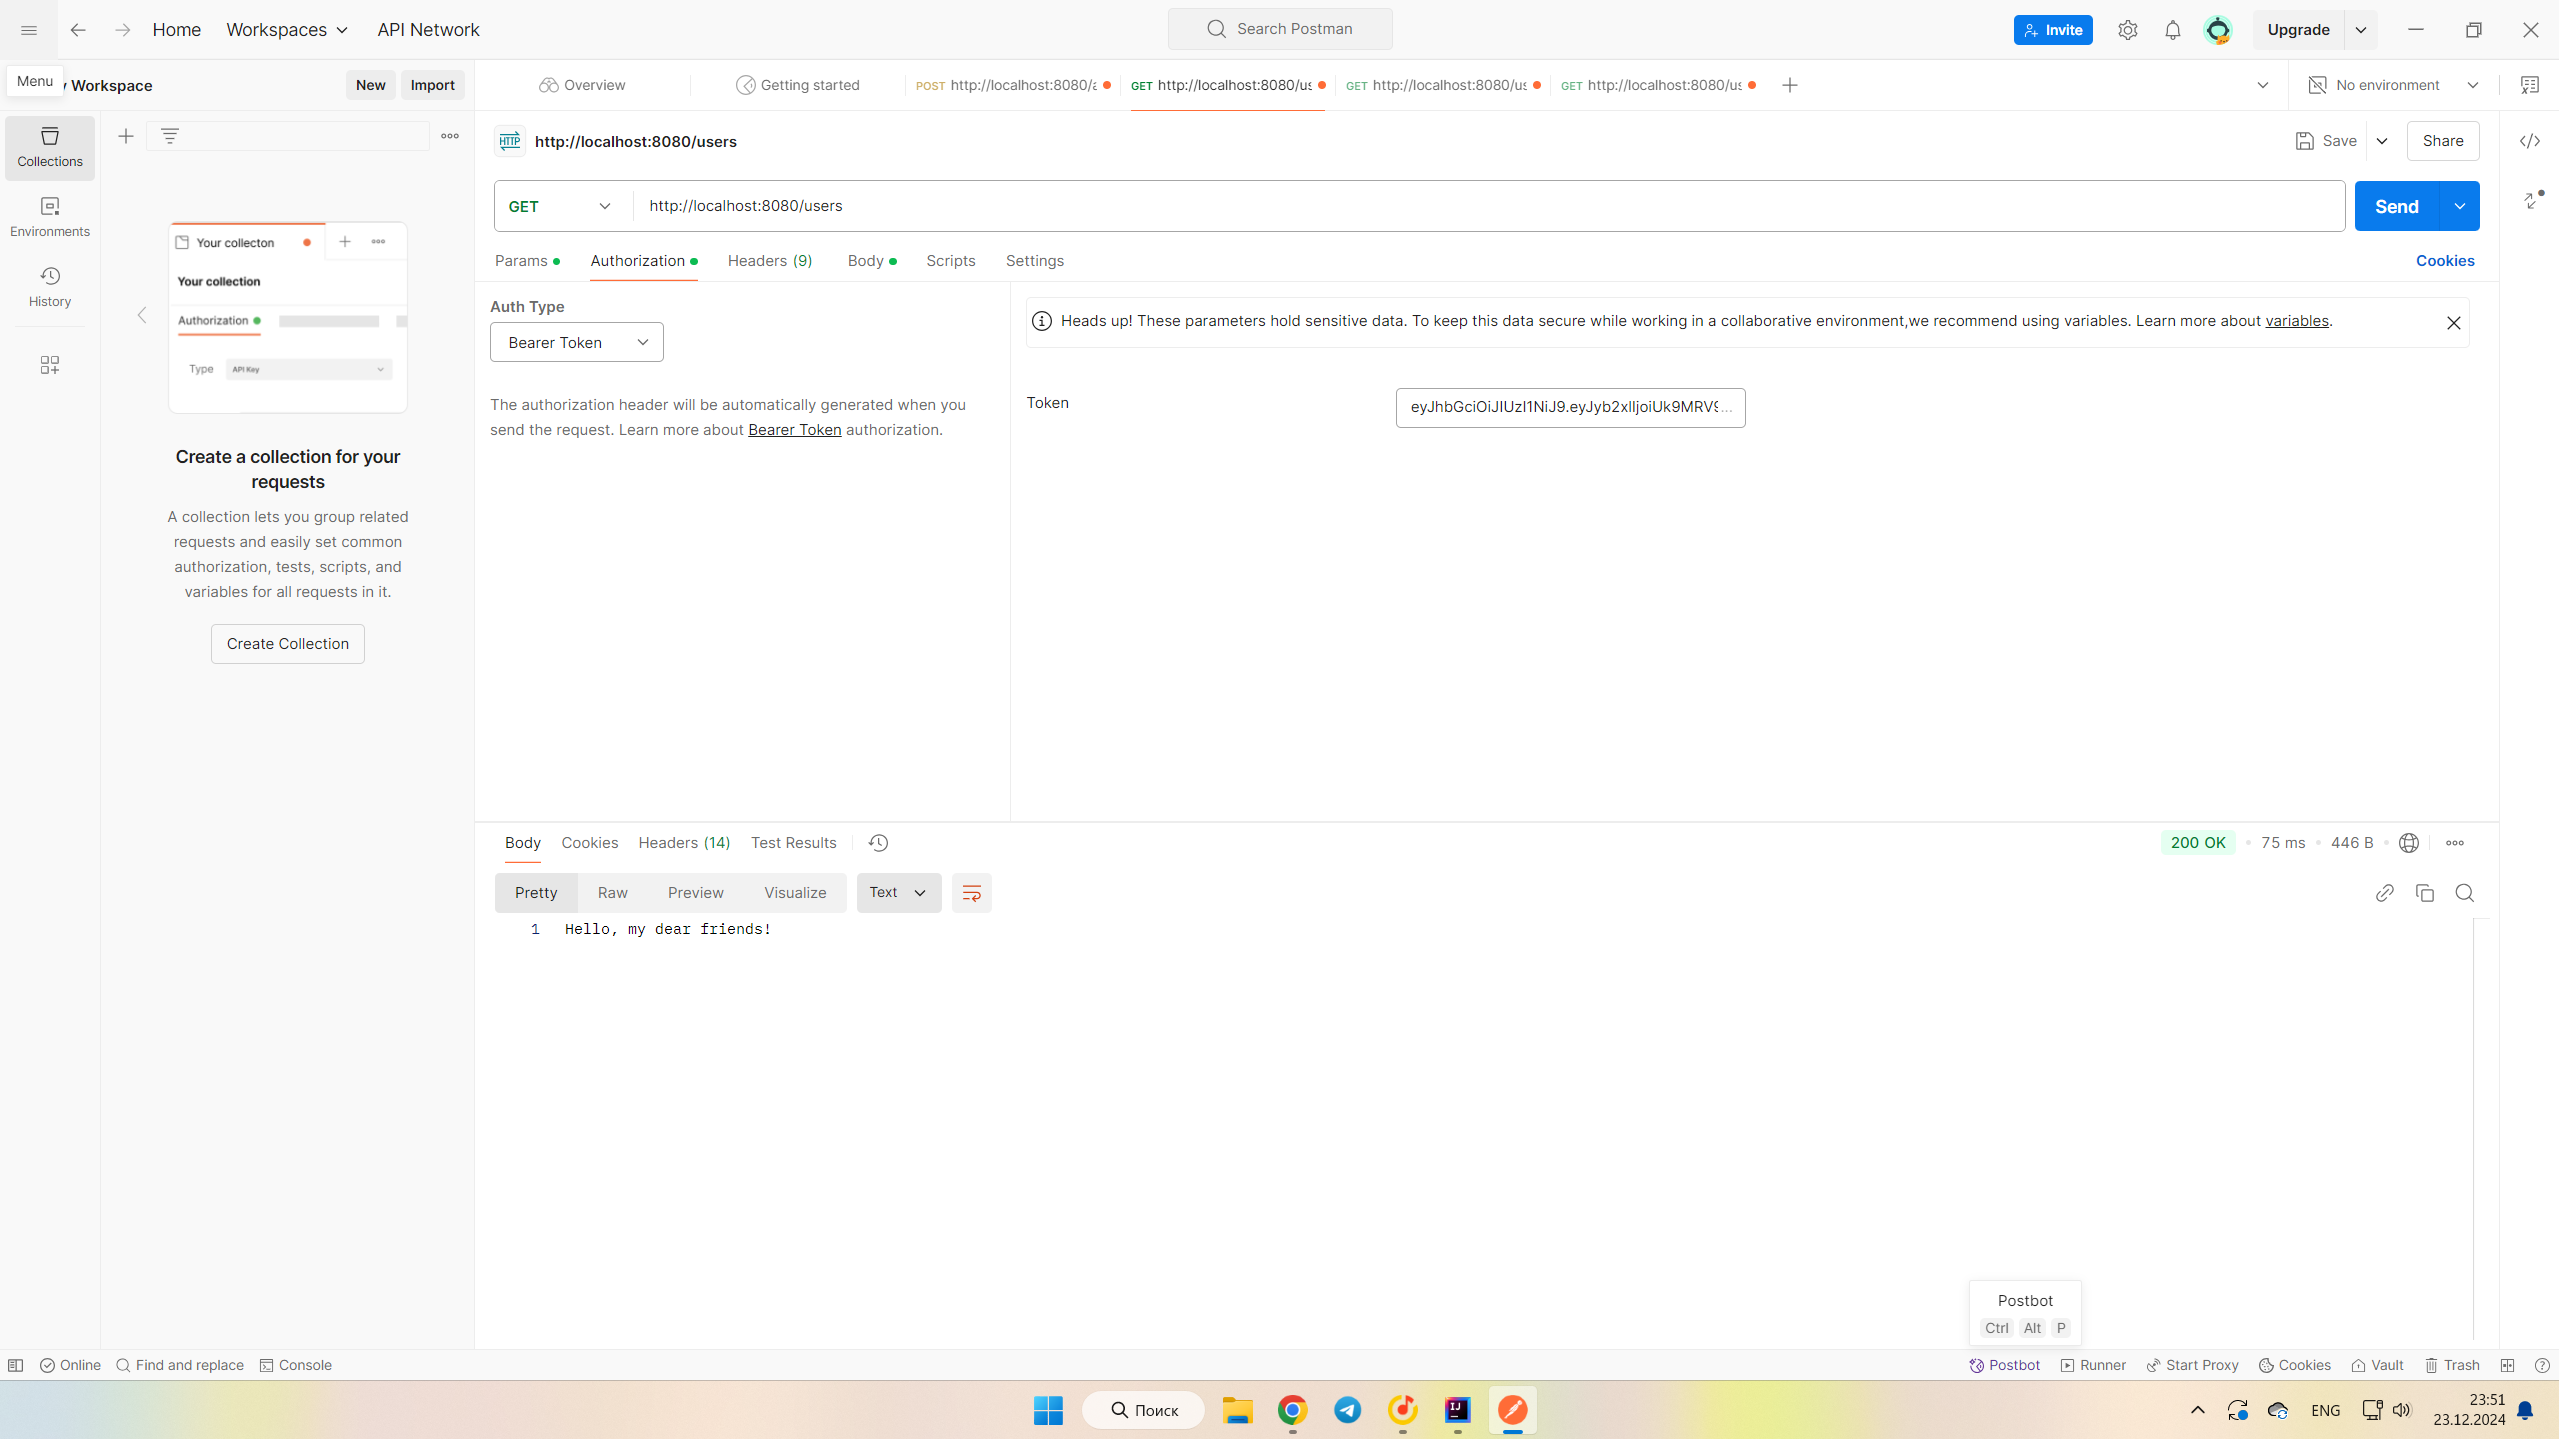 Home
Workspaces
API Network
Search Postman
Invite
Upgrade
Menu
Workspace
New
Import
Overview
Getting started
POST http://localhost:8080/a
GET http://localhost:8080/us
GET http://localhost:8080/us
GET http://localhost:8080/us
No environment
Collections
Environments
History
Your collecton
Your collection
Authorization
Type
API Key
Create a collection for your
requests
A collection lets you group related
requests and easily set common
authorization, tests, scripts, and
variables for all requests in it.
Create Collection
HTTP
http://localhost:8080/users
Save
Share
GET
http://localhost:8080/users
Send
Params
Authorization
Headers (9)
Body
Scripts
Settings
Cookies
Auth Type
Bearer Token
The authorization header will be automatically generated when you
send the request. Learn more about Bearer Token authorization.
Heads up! These parameters hold sensitive data. To keep this data secure while working in a collaborative environment,we recommend using variables. Learn more about variables.
Token
eyJhbGciOiJIUzI1NiJ9.eyJyb2xlIjoiUk9MRV9...
Body
Cookies
Headers (14)
Test Results
200 OK
75 ms
446 B
Pretty
Raw
Preview
Visualize
Text
1 Hello, my dear friends!
Postbot
Ctrl Alt P
Online
Find and replace
Console
Postbot
Runner
Start Proxy
Cookies
Vault
Trash
Поиск
IJ
ENG
23:51
23.12.2024